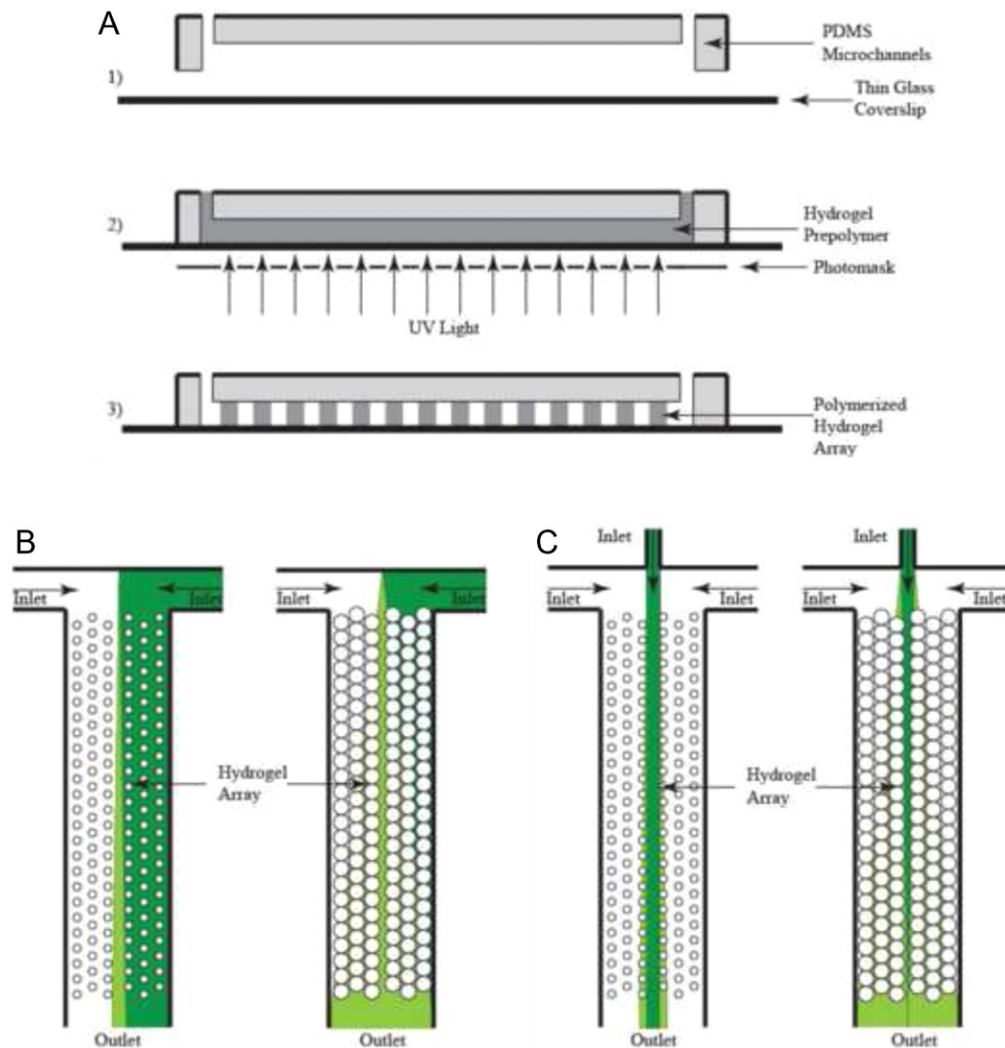 A
PDMS
Microchannels
1)
Thin Glass
Coverslip
2)
Hydrogel
Prepolymer
Photomask
UV Light
3)
Polymerized
Hydrogel
Array
B
C
Inlet
Inlet
Inlet
Inlet
Inlet
Inlet
Inlet
Inlet
Inlet
Inlet
Hydrogel
Array
Hydrogel
Array
Outlet
Outlet
Outlet
Outlet